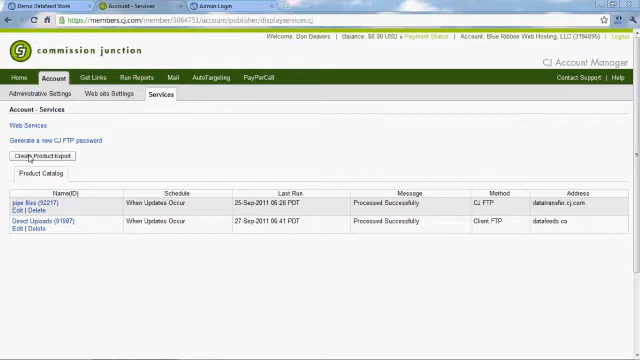 Demo Datafeed Store
Account - Services
Admin Login
https://members.cj.com/member/3064751/account/publisher/displayservices.cj
Welcome: Don Beavers
Balance: $0.00 USD » Payment Status
Account: Blue Ribbon Web Hosting, (3194895)
Logout
commission junction
CJ Account Manager
Home Account Get Links Run Reports Mail AutoTargeting PayPerCall Contact Support | Help
Administrative Settings Web site Settings Services
Account - Services
Web Services
Generate a new CJ FTP password
Create Product Export
Product Catalog
Name(ID) Schedule Last Run Message Method Address
pipe files (92217) When Updates Occur 25-Sep-2011 06:26 PDT Processed Successfully CJ FTP datatransfer.cj.com
Edit | Delete
Direct Uploads (91987) When Updates Occur 27-Sep-2011 06:41 PDT Processed Successfully Client FTP datafeeds.co
Edit | Delete